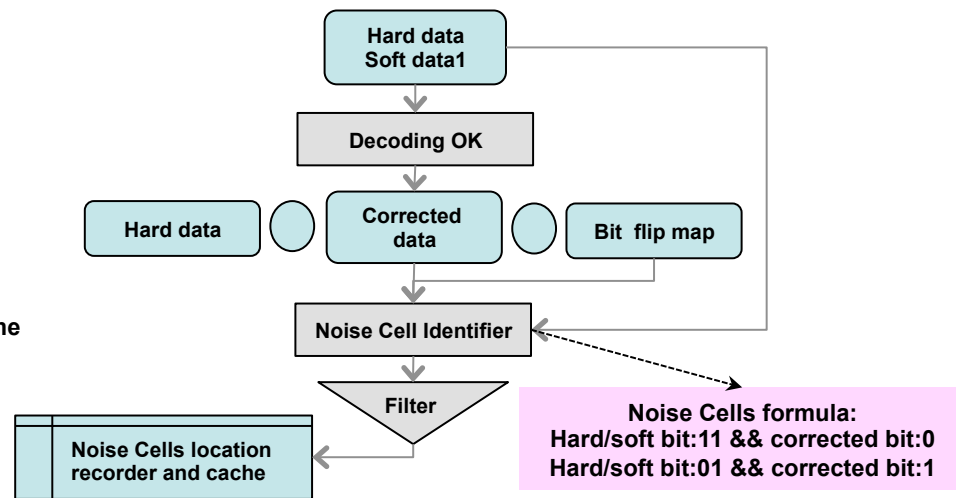 Hard data
Soft data1
Decoding OK
Hard data
Corrected
data
Bit flip map
Noise Cell Identifier
Filter
Noise Cells location
recorder and cache
Noise Cells formula:
Hard/soft bit:11 && corrected bit:0
Hard/soft bit:01 && corrected bit:1